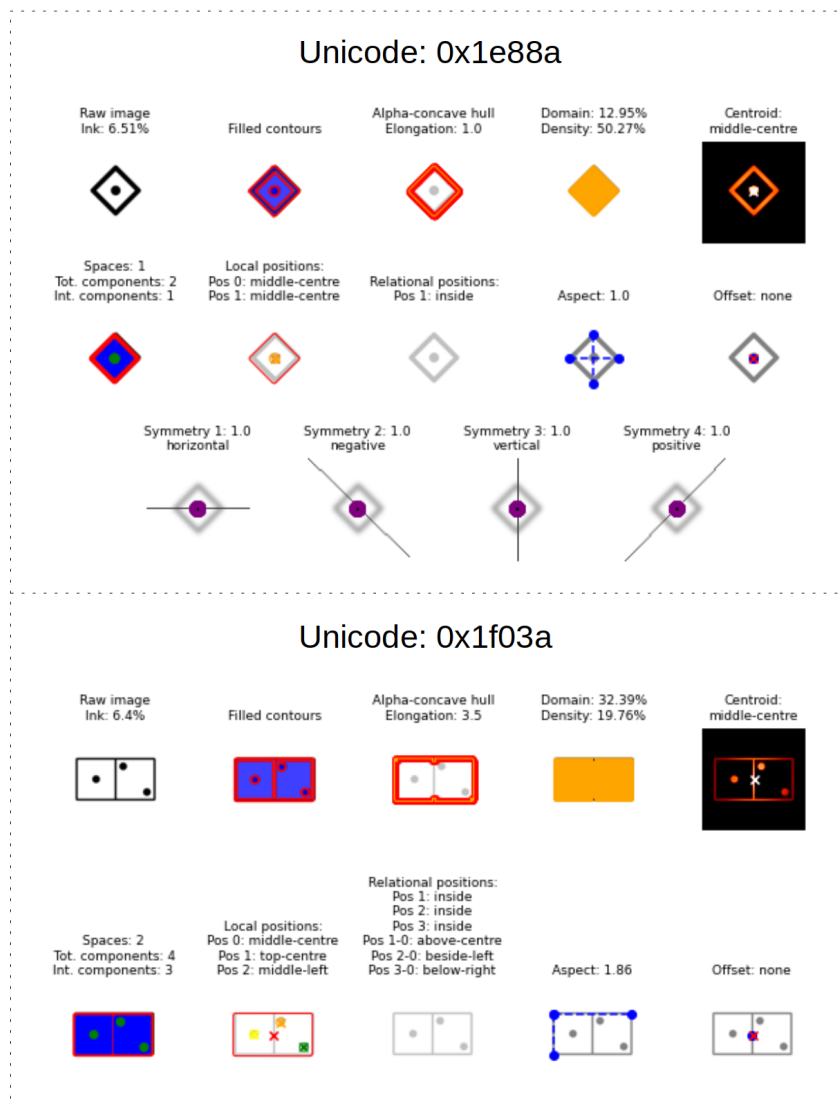 Unicode: 0x1e88a
Raw image
Ink: 6.51%
Filled contours
Alpha-concave hull
Elongation: 1.0
Domain: 12.95%
Density: 50.27%
Centroid:
middle-centre
Spaces: 1
Tot. components: 2
Int. components: 1
Local positions:
Pos 0: middle-centre
Pos 1: middle-centre
Relational positions:
Pos 1: inside
Aspect: 1.0
Offset: none
Symmetry 1: 1.0
horizontal
Symmetry 2: 1.0
negative
Symmetry 3: 1.0
vertical
Symmetry 4: 1.0
positive
Unicode: 0x1f03a
Raw image
Ink: 6.4%
Filled contours
Alpha-concave hull
Elongation: 3.5
Domain: 32.39%
Density: 19.76%
Centroid:
middle-centre
Spaces: 2
Tot. components: 4
Int. components: 3
Local positions:
Pos 0: middle-centre
Pos 1: top-centre
Pos 2: middle-left
Relational positions:
Pos 1: inside
Pos 2: inside
Pos 3: inside
Pos 1-0: above-centre
Pos 2-0: beside-left
Pos 3-0: below-right
Aspect: 1.86
Offset: none